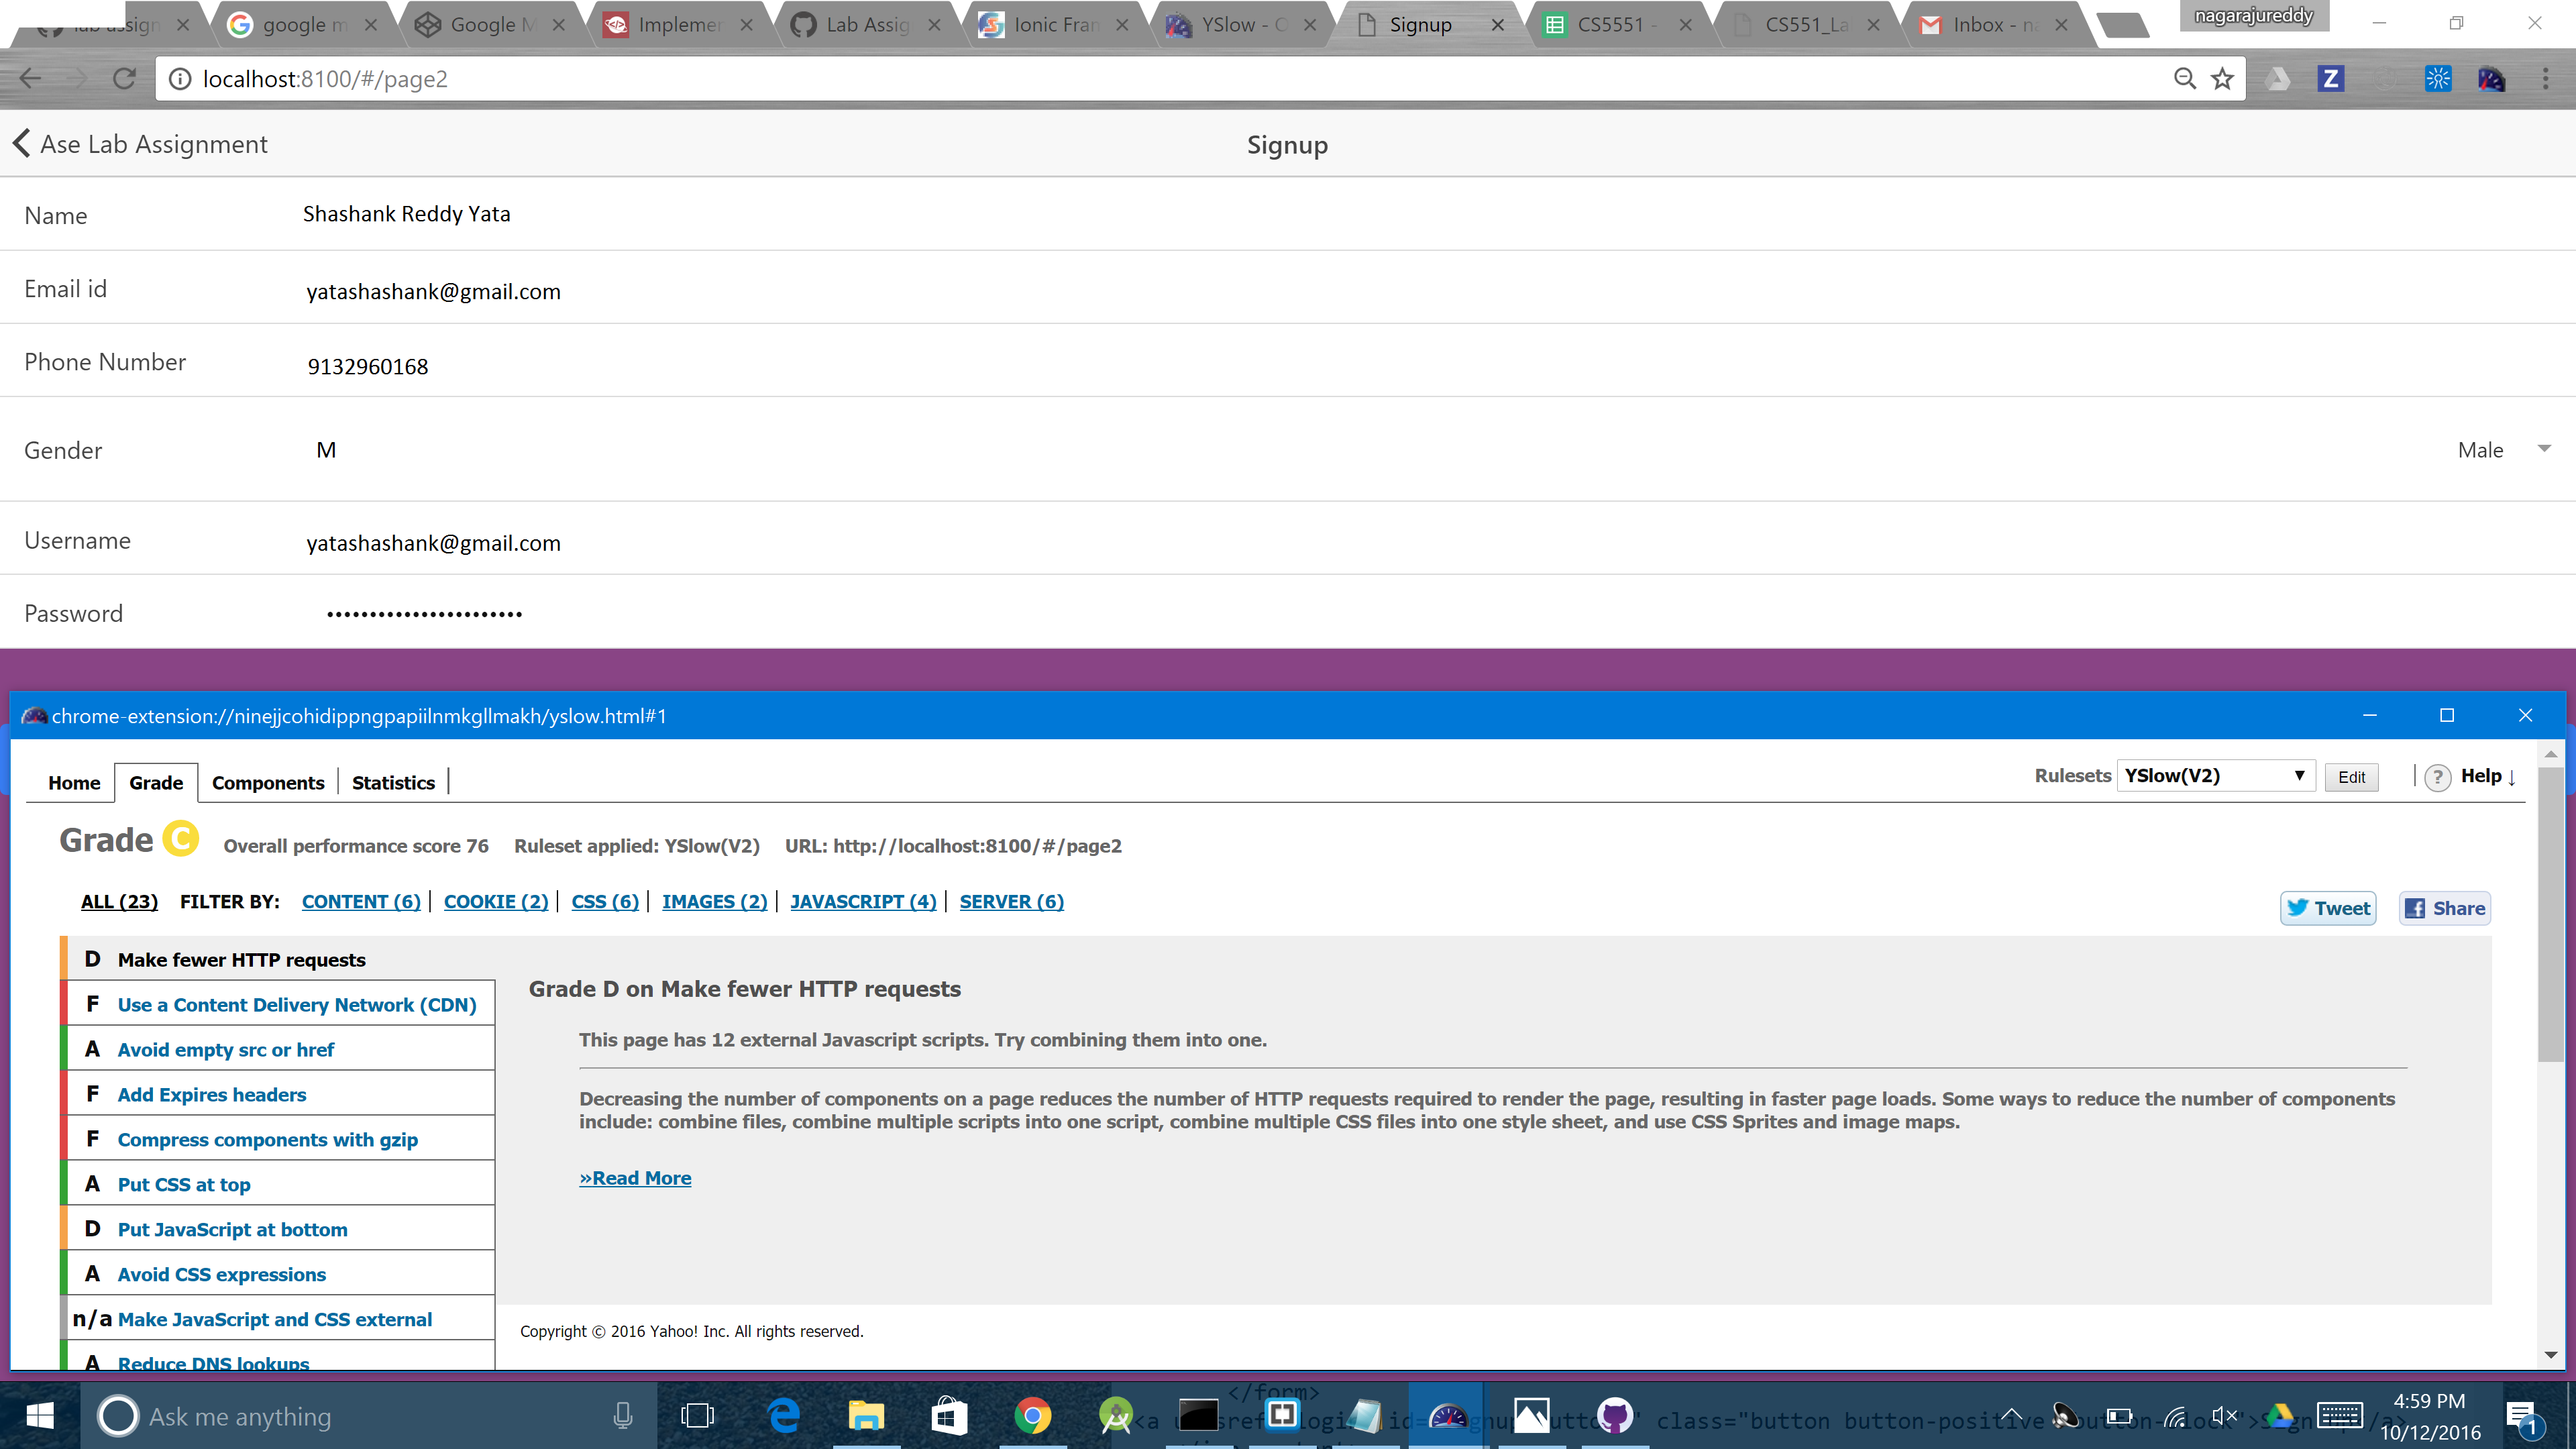 lab assign
google m
Google M
Implemen
Lab Assig
Ionic Fran
YSlow - O
Signup
CS5551 -
CS551_La
Inbox - na
nagarajureddy
localhost:8100/#/page2
Ase Lab Assignment
Signup
Name Shashank Reddy Yata
Email id yatashashank@gmail.com
Phone Number 9132960168
Gender M Male
Username yatashashank@gmail.com
Password •••••••••••••••••••••••
chrome-extension://ninejjcohidippngpapiilnmkgllmakh/yslow.html#1
Home Grade Components Statistics
Rulesets YSlow(V2) Edit ? Help ↓
Grade C Overall performance score 76 Ruleset applied: YSlow(V2) URL: http://localhost:8100/#/page2
ALL (23) FILTER BY: CONTENT (6) COOKIE (2) CSS (6) IMAGES (2) JAVASCRIPT (4) SERVER (6)
Tweet Share
D Make fewer HTTP requests
F Use a Content Delivery Network (CDN)
A Avoid empty src or href
F Add Expires headers
F Compress components with gzip
A Put CSS at top
D Put JavaScript at bottom
A Avoid CSS expressions
n/a Make JavaScript and CSS external
A Reduce DNS lookups
Grade D on Make fewer HTTP requests
This page has 12 external Javascript scripts. Try combining them into one.
Decreasing the number of components on a page reduces the number of HTTP requests required to render the page, resulting in faster page loads. Some ways to reduce the number of components
include: combine files, combine multiple scripts into one script, combine multiple CSS files into one style sheet, and use CSS Sprites and image maps.
»Read More
Copyright © 2016 Yahoo! Inc. All rights reserved.
</form>
class="button button-positive
Ask me anything
4:59 PM
10/12/2016
1